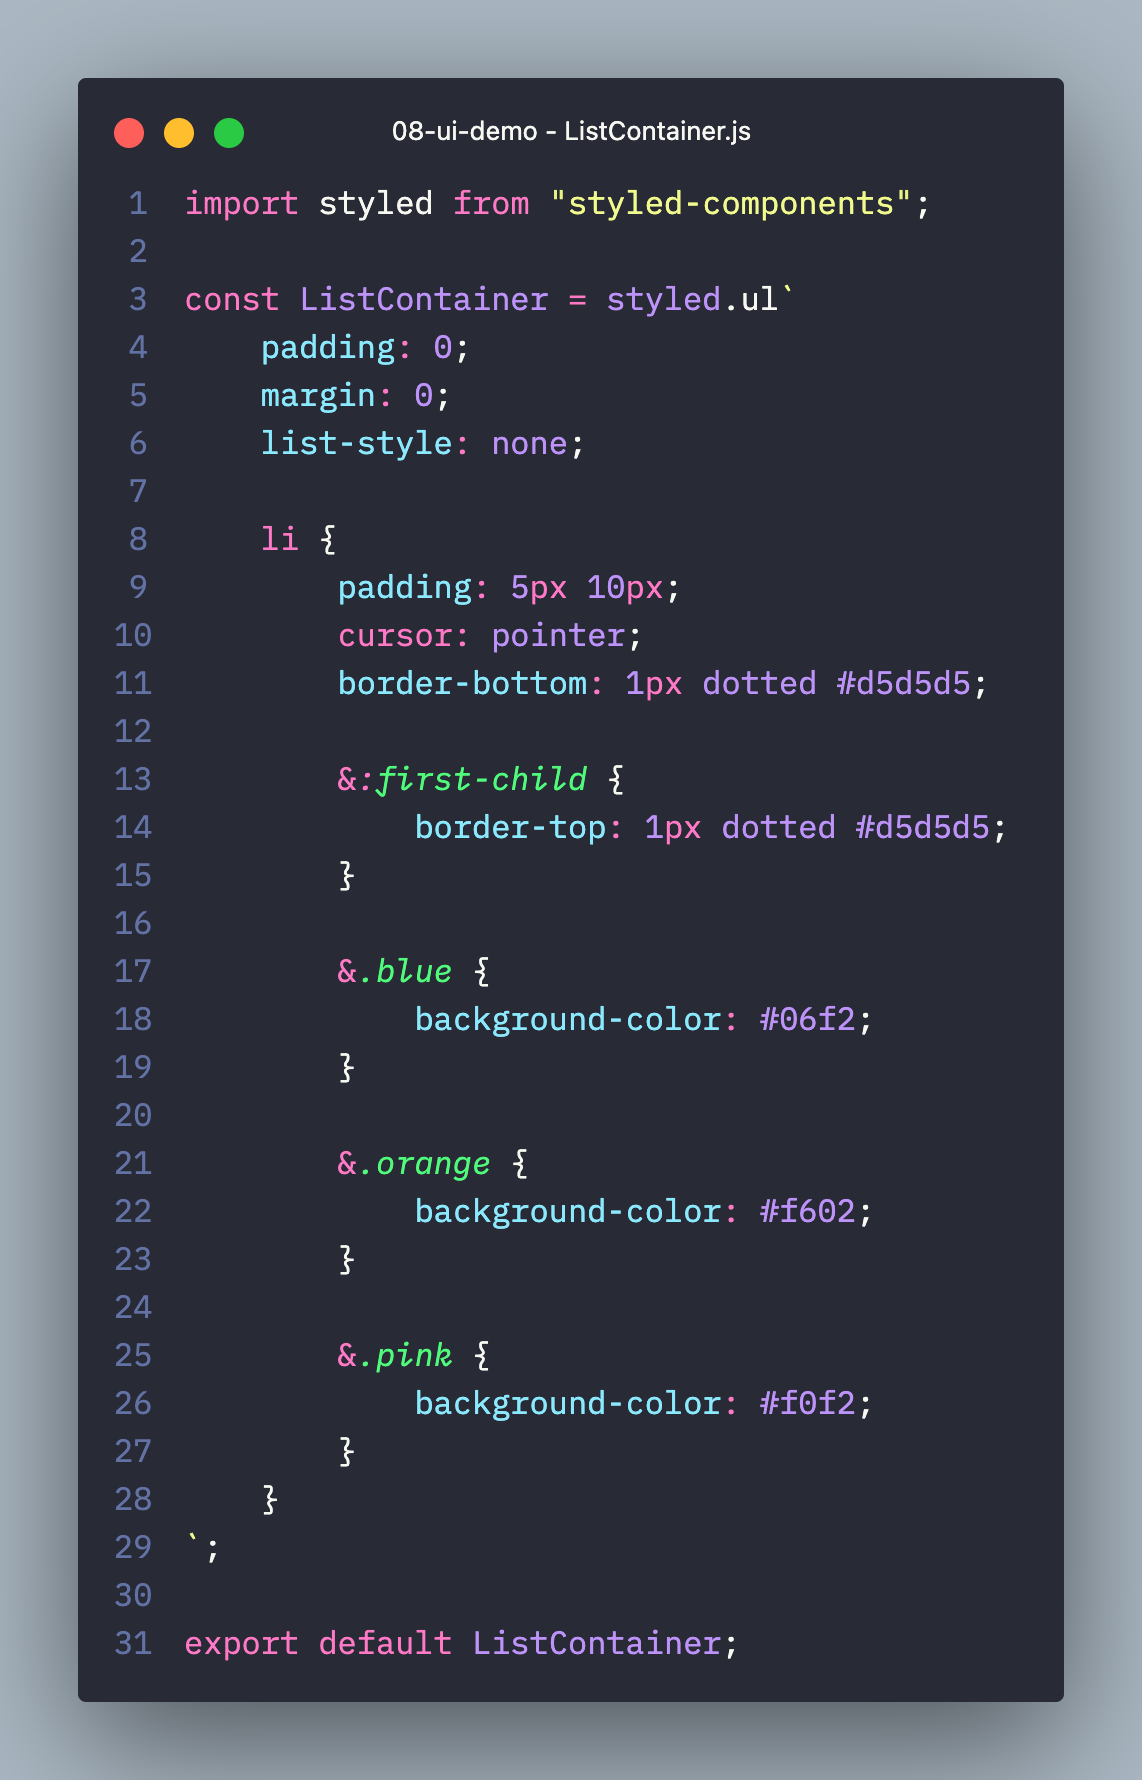 08-ui-demo - ListContainer.js
1 import styled from "styled-components";
2
3 const ListContainer = styled.ul`
4     padding: 0;
5     margin: 0;
6     list-style: none;
7
8     li {
9         padding: 5px 10px;
10         cursor: pointer;
11         border-bottom: 1px dotted #d5d5d5;
12
13         &:first-child {
14             border-top: 1px dotted #d5d5d5;
15         }
16
17         &.blue {
18             background-color: #06f2;
19         }
20
21         &.orange {
22             background-color: #f602;
23         }
24
25         &.pink {
26             background-color: #f0f2;
27         }
28     }
29 `;
30
31 export default ListContainer;